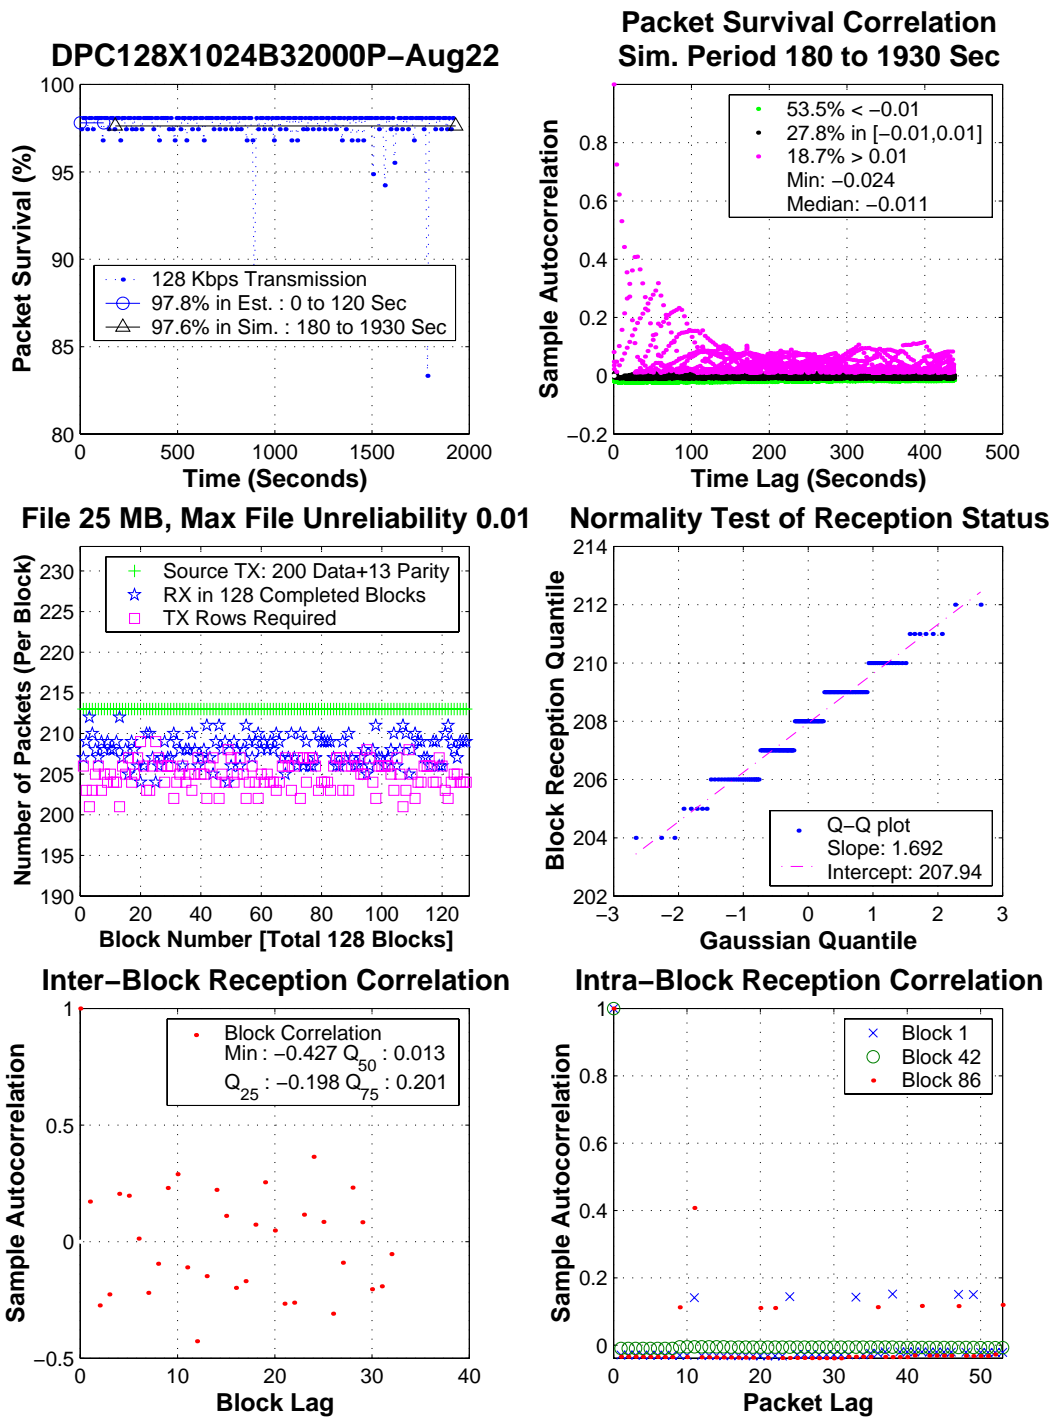 DPC128X1024B32000P−Aug22
100
95
90
85
80
Packet Survival (%)
128 Kbps Transmission
97.8% in Est. : 0 to 120 Sec
97.6% in Sim. : 180 to 1930 Sec
0 500 1000 1500 2000
Time (Seconds)
Packet Survival Correlation
Sim. Period 180 to 1930 Sec
0.8
0.6
0.4
0.2
0
−0.2
Sample Autocorrelation
53.5% < −0.01
27.8% in [−0.01,0.01]
18.7% > 0.01
Min: −0.024
Median: −0.011
0 100 200 300 400 500
Time Lag (Seconds)
File 25 MB, Max File Unreliability 0.01
230
225
220
215
210
205
200
195
190
Number of Packets (Per Block)
Source TX: 200 Data+13 Parity
RX in 128 Completed Blocks
TX Rows Required
0 20 40 60 80 100 120
Block Number [Total 128 Blocks]
Normality Test of Reception Status
214
212
210
208
206
204
202
Block Reception Quantile
Q−Q plot
Slope: 1.692
Intercept: 207.94
−3 −2 −1 0 1 2 3
Gaussian Quantile
Inter−Block Reception Correlation
1
0.5
0
−0.5
Sample Autocorrelation
Block Correlation
Min : −0.427 Q50 : 0.013
Q25 : −0.198 Q75 : 0.201
0 10 20 30 40
Block Lag
Intra−Block Reception Correlation
1
0.8
0.6
0.4
0.2
0
Sample Autocorrelation
Block 1
Block 42
Block 86
0 10 20 30 40 50
Packet Lag